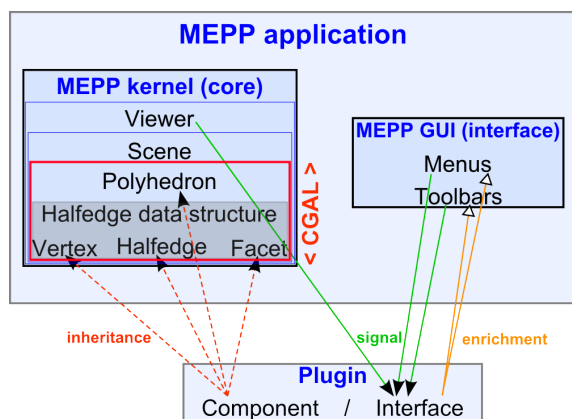 MEPP application
MEPP kernel (core)
Viewer
Scene
Polyhedron
Halfedge data structure
Vertex Halfedge Facet
< CGAL >
MEPP GUI (interface)
Menus
Toolbars
inheritance
signal
enrichment
Plugin
Component / Interface